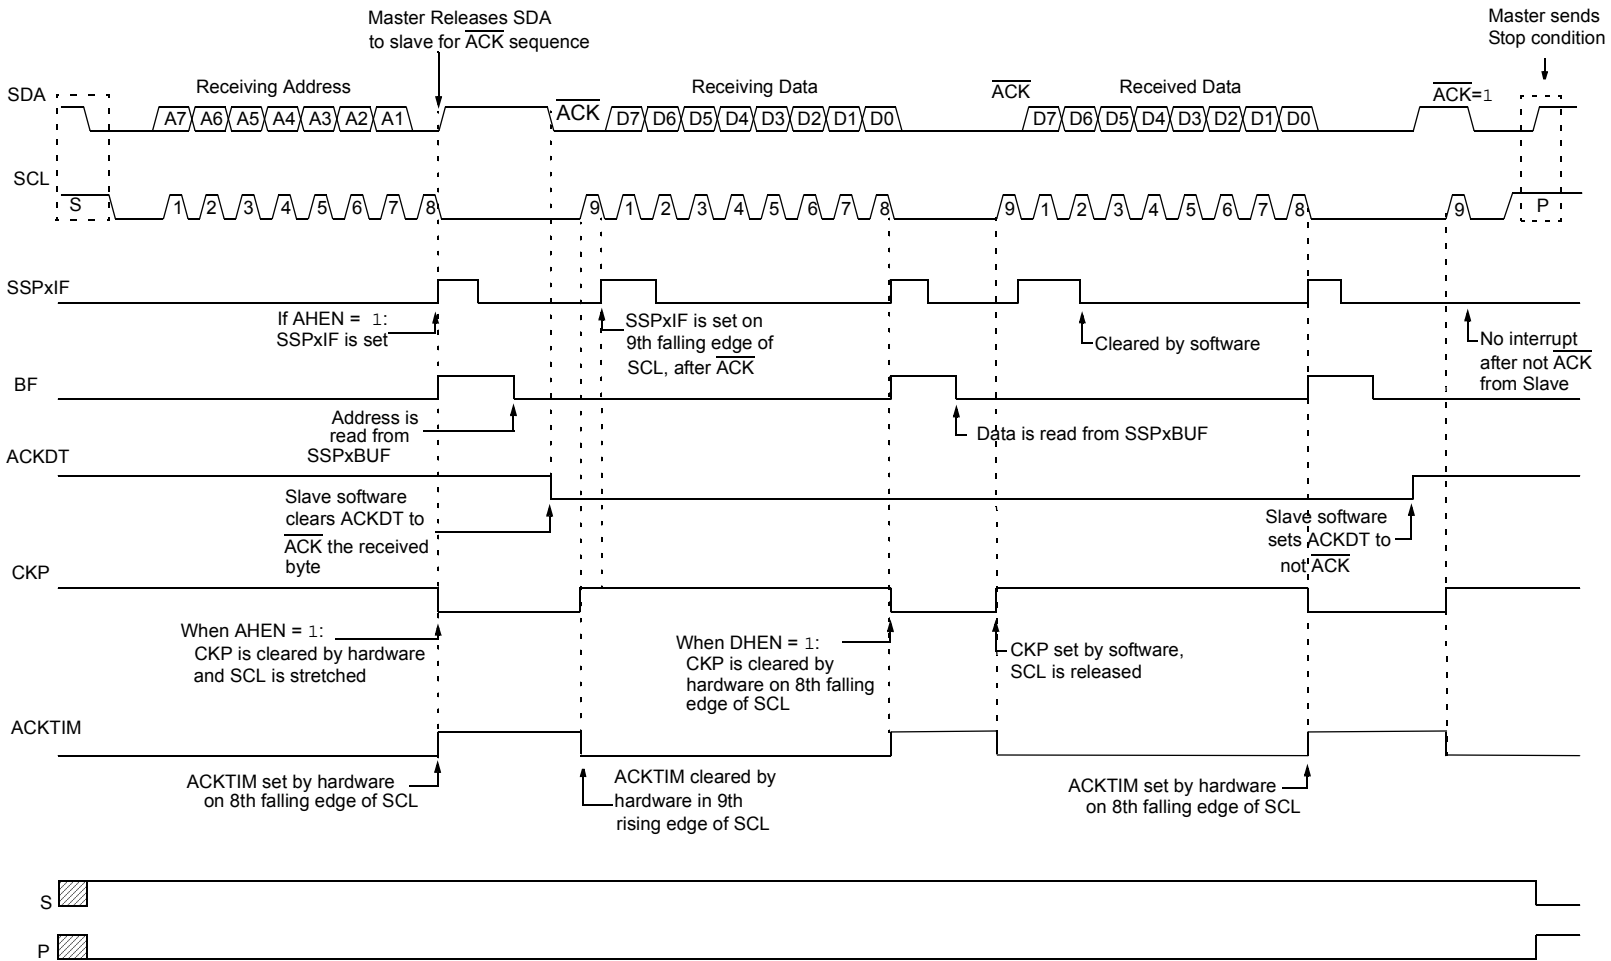 Master Releases SDA
to slave for ACK sequence
Master sends
Stop condition
SDA
Receiving Address
Receiving Data
ACK
Received Data
ACK=1
A7 A6 A5 A4 A3 A2 A1
ACK
D7 D6 D5 D4 D3 D2 D1 D0
D7 D6 D5 D4 D3 D2 D1 D0
SCL
S
1 2 3 4 5 6 7 8
9 1 2 3 4 5 6 7 8
9 1 2 3 4 5 6 7 8
9
P
SSPxIF
If AHEN = 1:
SSPxIF is set
SSPxIF is set on
9th falling edge of
SCL, after ACK
Cleared by software
No interrupt
after not ACK
from Slave
BF
Address is
read from
SSPxBUF
Data is read from SSPxBUF
ACKDT
Slave software
clears ACKDT to
ACK the received
byte
Slave software
sets ACKDT to
not ACK
CKP
When AHEN = 1:
CKP is cleared by hardware
and SCL is stretched
When DHEN = 1:
CKP is cleared by
hardware on 8th falling
edge of SCL
CKP set by software,
SCL is released
ACKTIM
ACKTIM set by hardware
on 8th falling edge of SCL
ACKTIM cleared by
hardware in 9th
rising edge of SCL
ACKTIM set by hardware
on 8th falling edge of SCL
S
P